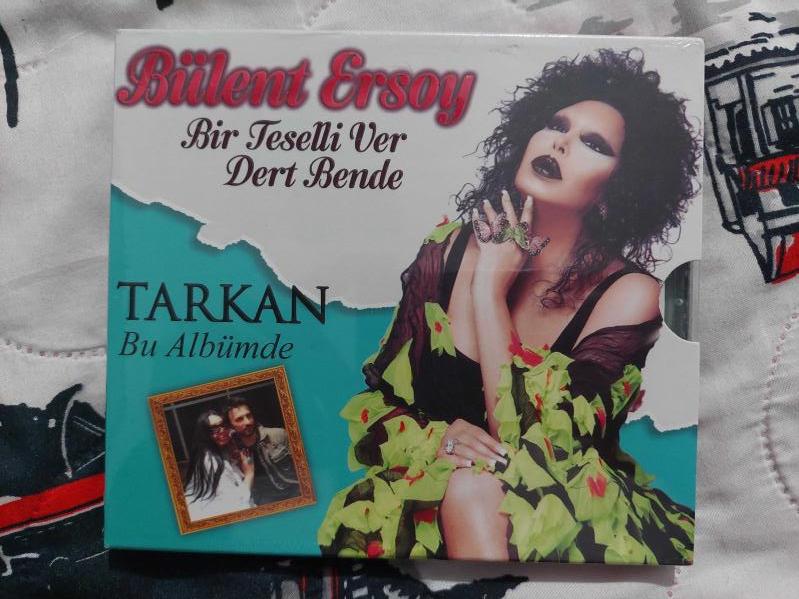 Bülent Ersoy
Bir Teselli Ver
Dert Bende
TARKAN
Bu Albümde